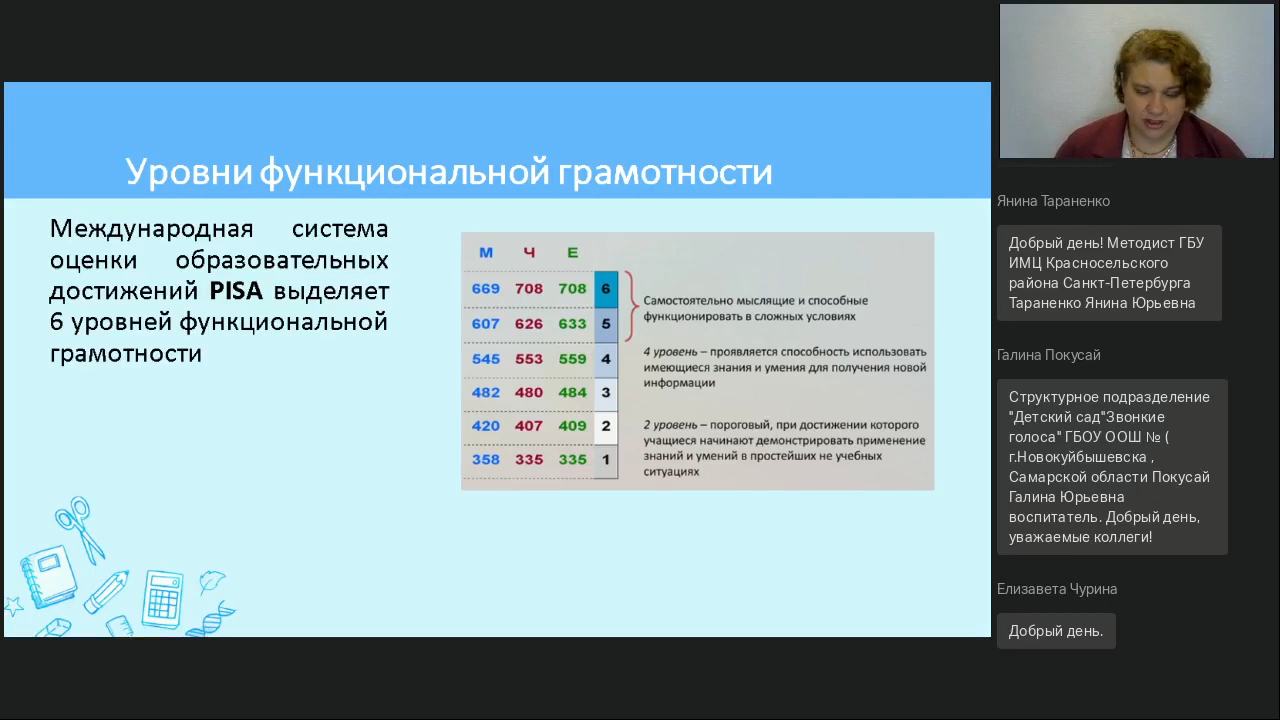 Уровни функциональной грамотности
Международная система
оценки образовательных
достижений PISA выделяет
6 уровней функциональной
грамотности
М Ч Е
669 708 708 6
607 626 633 5
545 553 559 4
482 480 484 3
420 407 409 2
358 335 335 1
Самостоятельно мыслящие и способные
функционировать в сложных условиях
4 уровень – проявляется способность использовать
имеющиеся знания и умения для получения новой
информации
2 уровень – пороговый, при достижении которого
учащиеся начинают демонстрировать применение
знаний и умений в простейших не учебных
ситуациях
Янина Тараненко
Добрый день! Методист ГБУ
ИМЦ Красносельского
района Санкт-Петербурга
Тараненко Янина Юрьевна
Галина Покусай
Структурное подразделение
"Детский сад"Звонкие
голоса" ГБОУ ООШ № (
г.Новокуйбышевска ,
Самарской области Покусай
Галина Юрьевна
воспитатель. Добрый день,
уважаемые коллеги!
Елизавета Чурина
Добрый день.